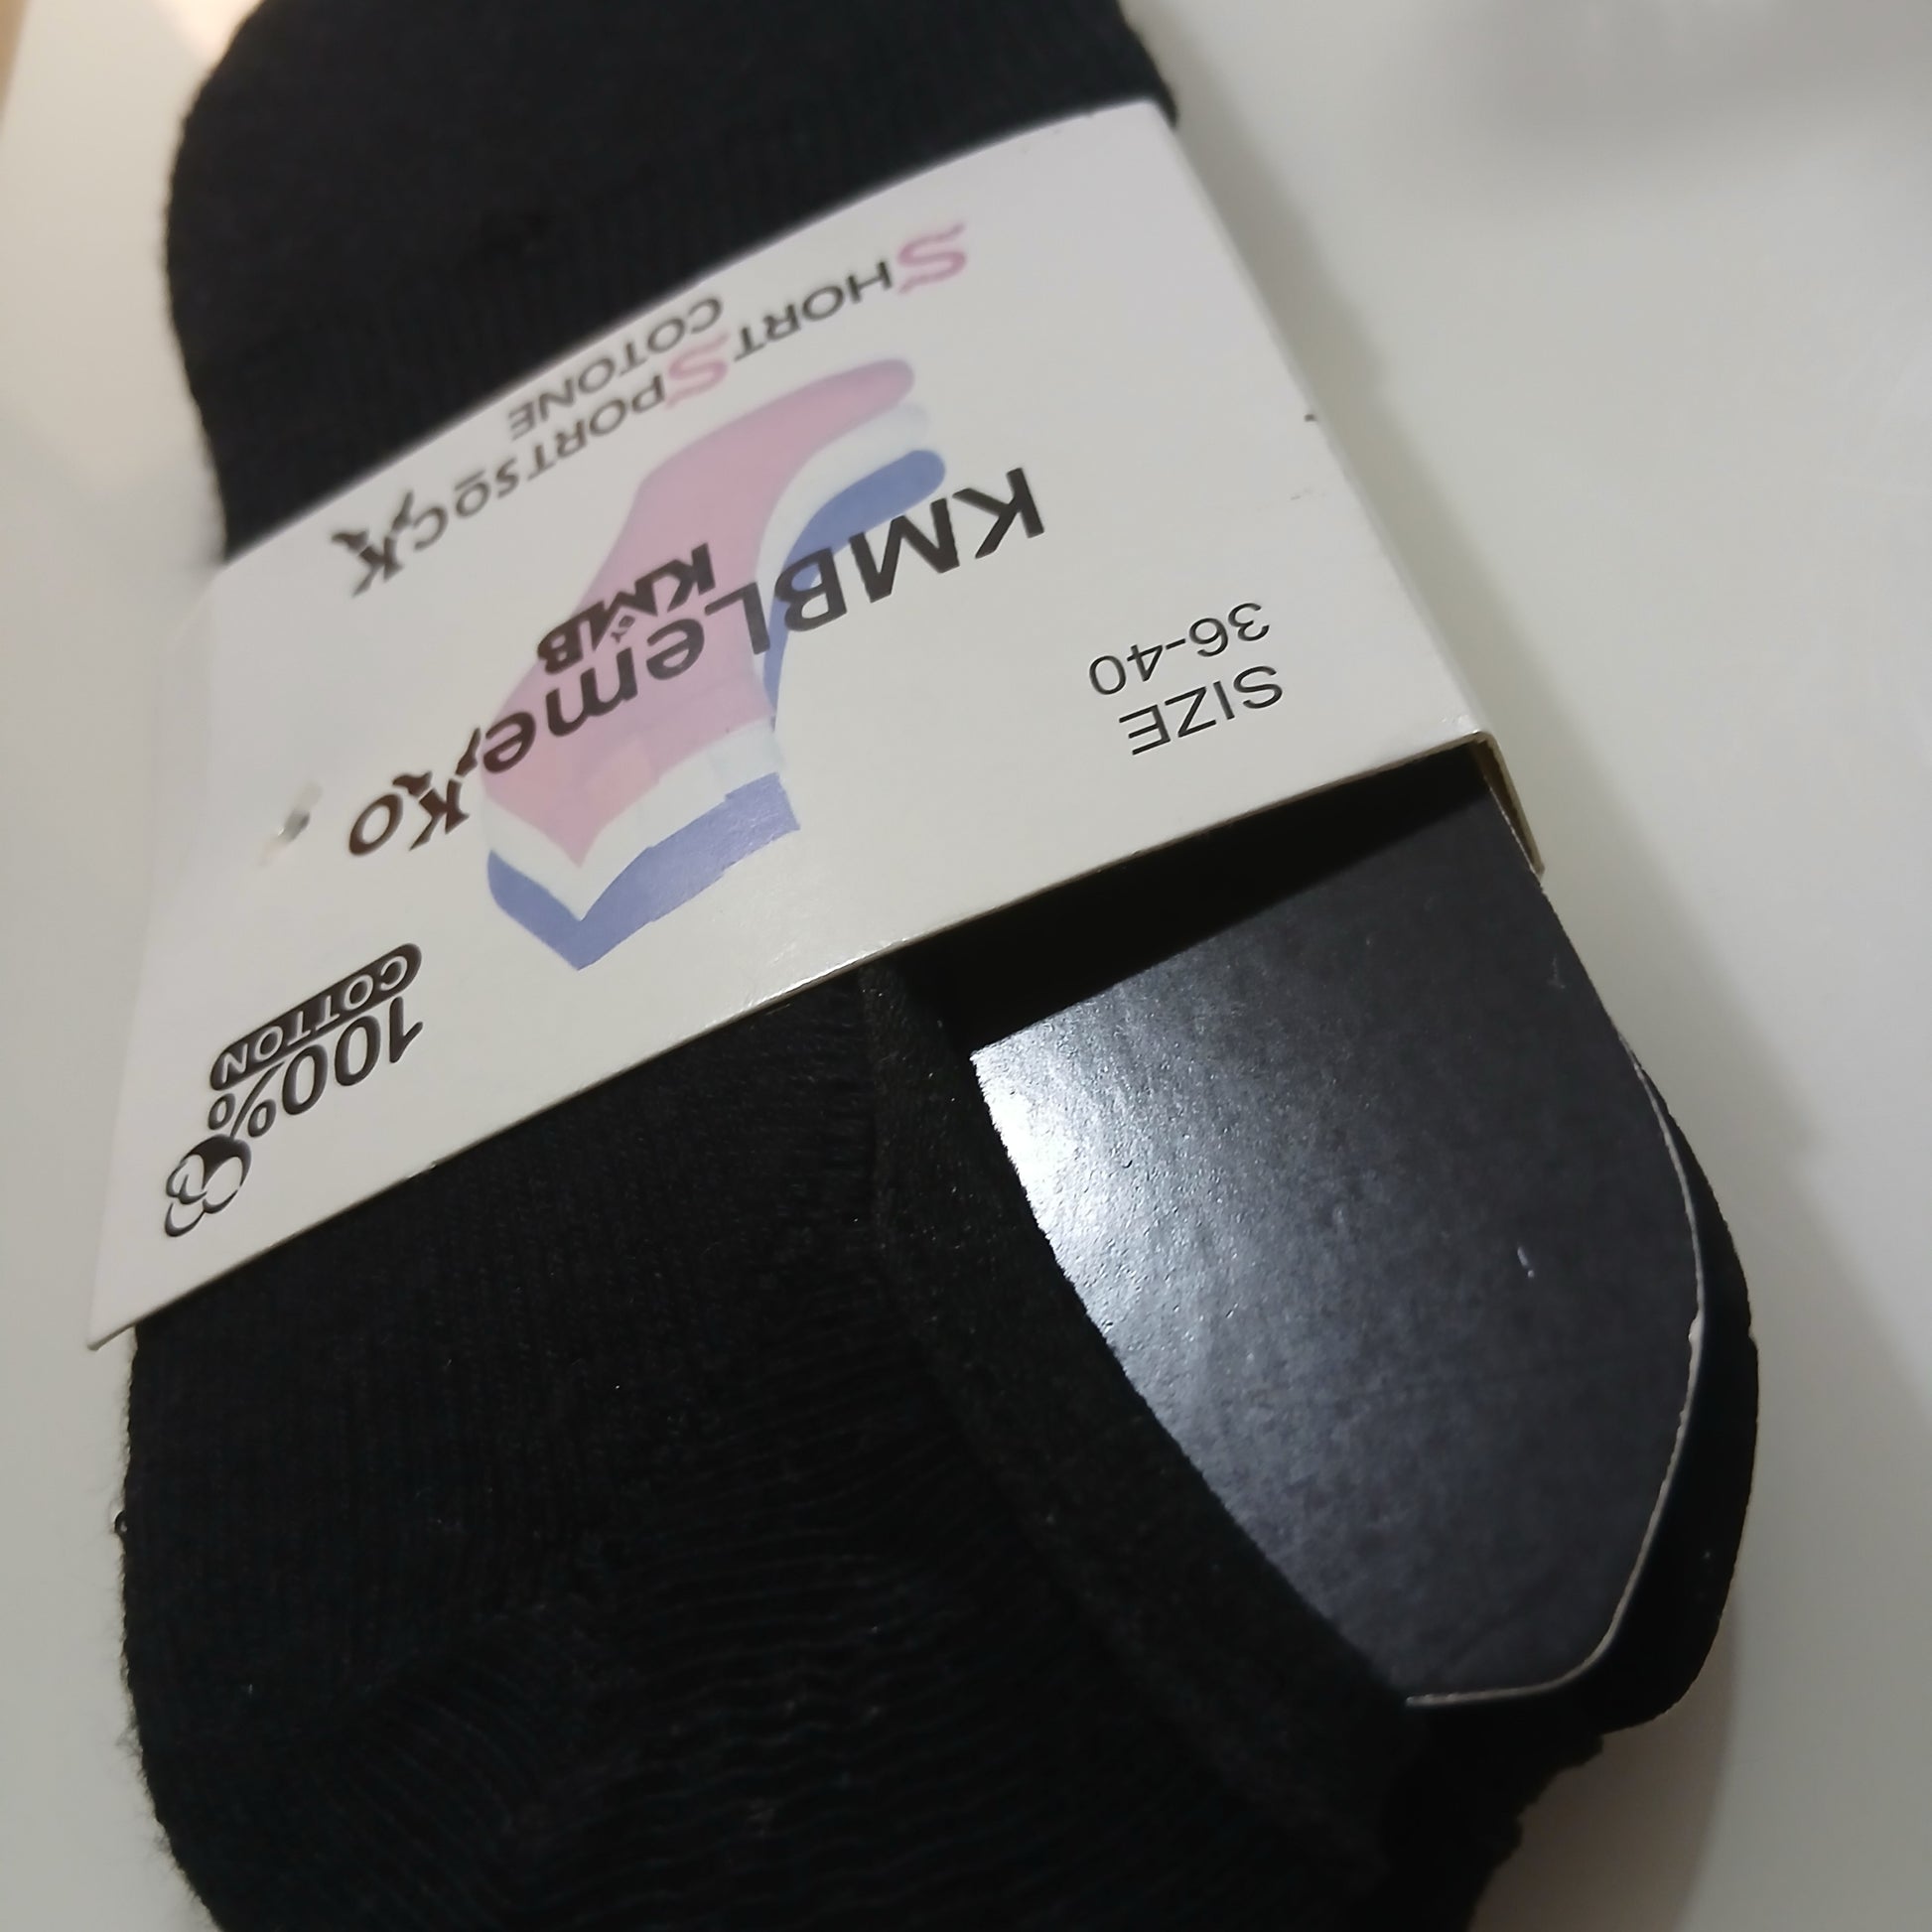 100%
COTTON
SIZE
36-40
KMBLemeKo
KMB
SHORTSPORTSOCK
COTONE